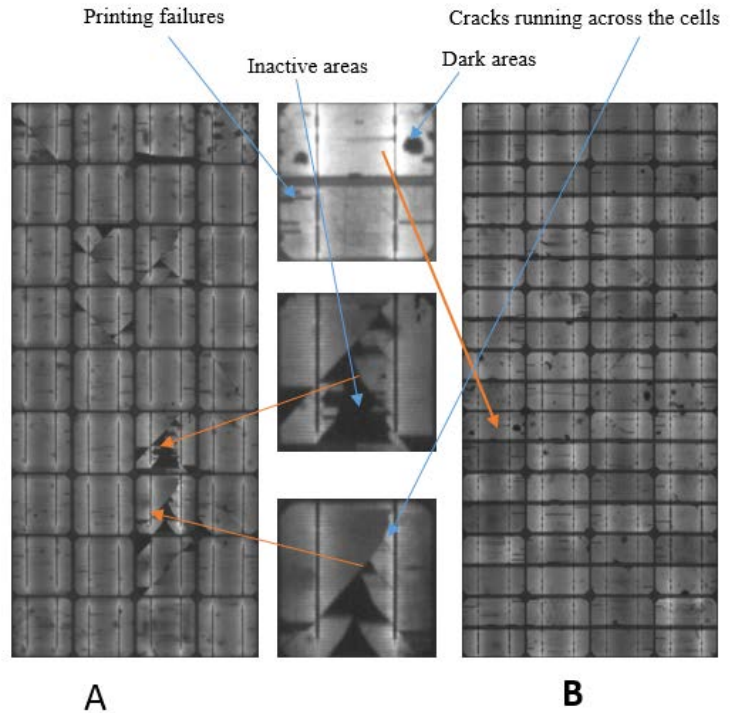 Printing failures
Cracks running across the cells
Inactive areas
Dark areas
A
B